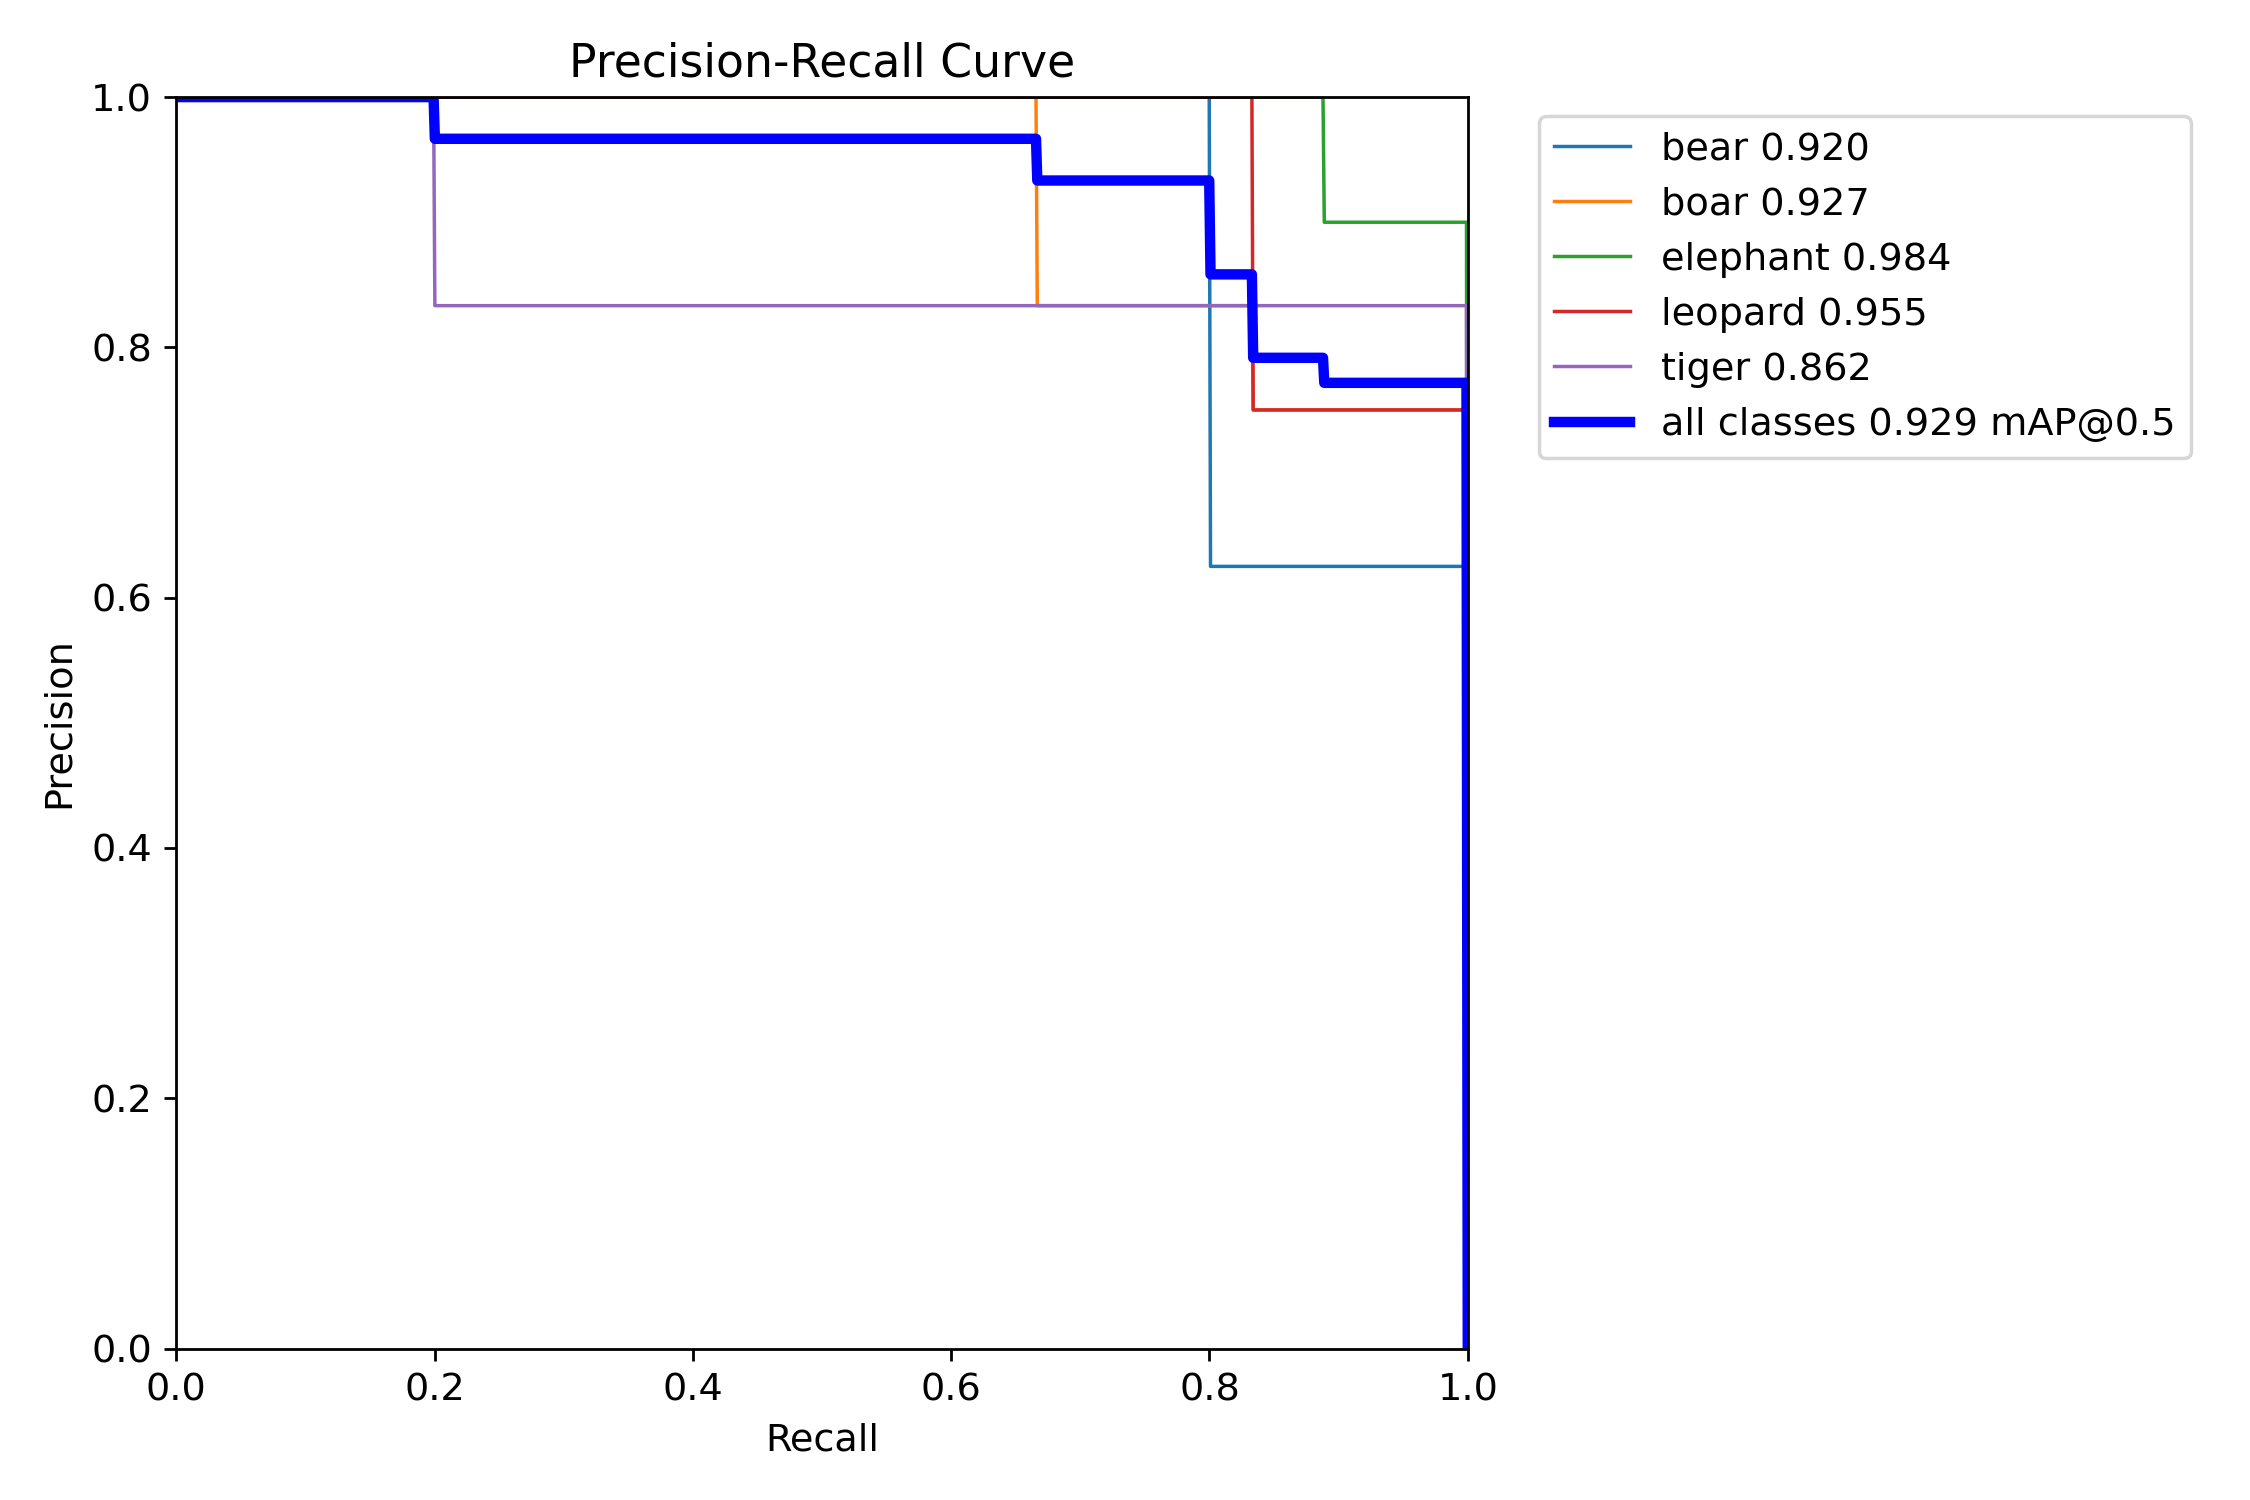 Precision-Recall Curve
1.0
0.8
0.6
0.4
0.2
0.0
Precision
0.0 0.2 0.4 0.6 0.8 1.0
Recall
bear 0.920
boar 0.927
elephant 0.984
leopard 0.955
tiger 0.862
all classes 0.929 mAP@0.5